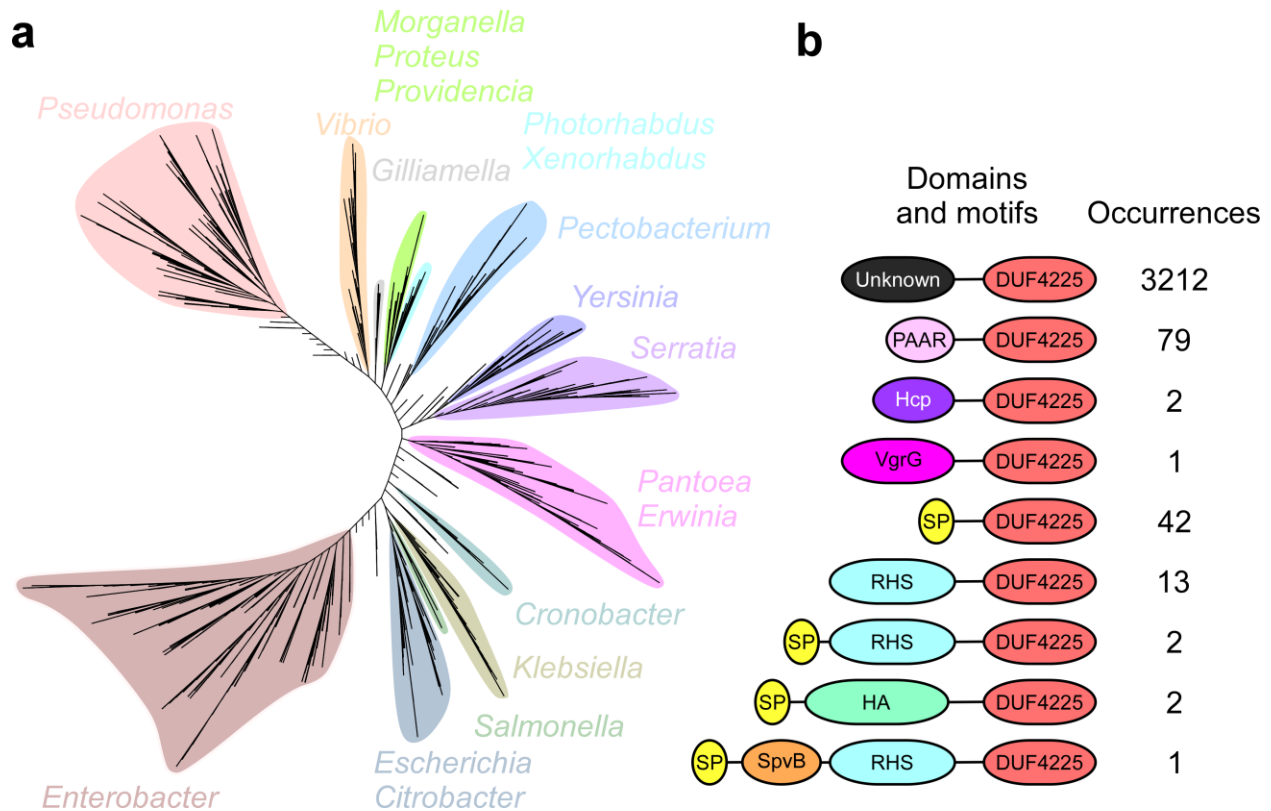 a
Morganella
Proteus
Providencia
Pseudomonas
Vibrio
Photorhabdus
Xenorhabdus
Gilliamella
Pectobacterium
Yersinia
Serratia
Pantoea
Erwinia
Cronobacter
Klebsiella
Salmonella
Escherichia
Citrobacter
Enterobacter
b
Domains
and motifs
Occurrences
Unknown DUF4225 3212
PAAR DUF4225 79
Hcp DUF4225 2
VgrG DUF4225 1
SP DUF4225 42
RHS DUF4225 13
SP RHS DUF4225 2
SP HA DUF4225 2
SP SpvB RHS DUF4225 1